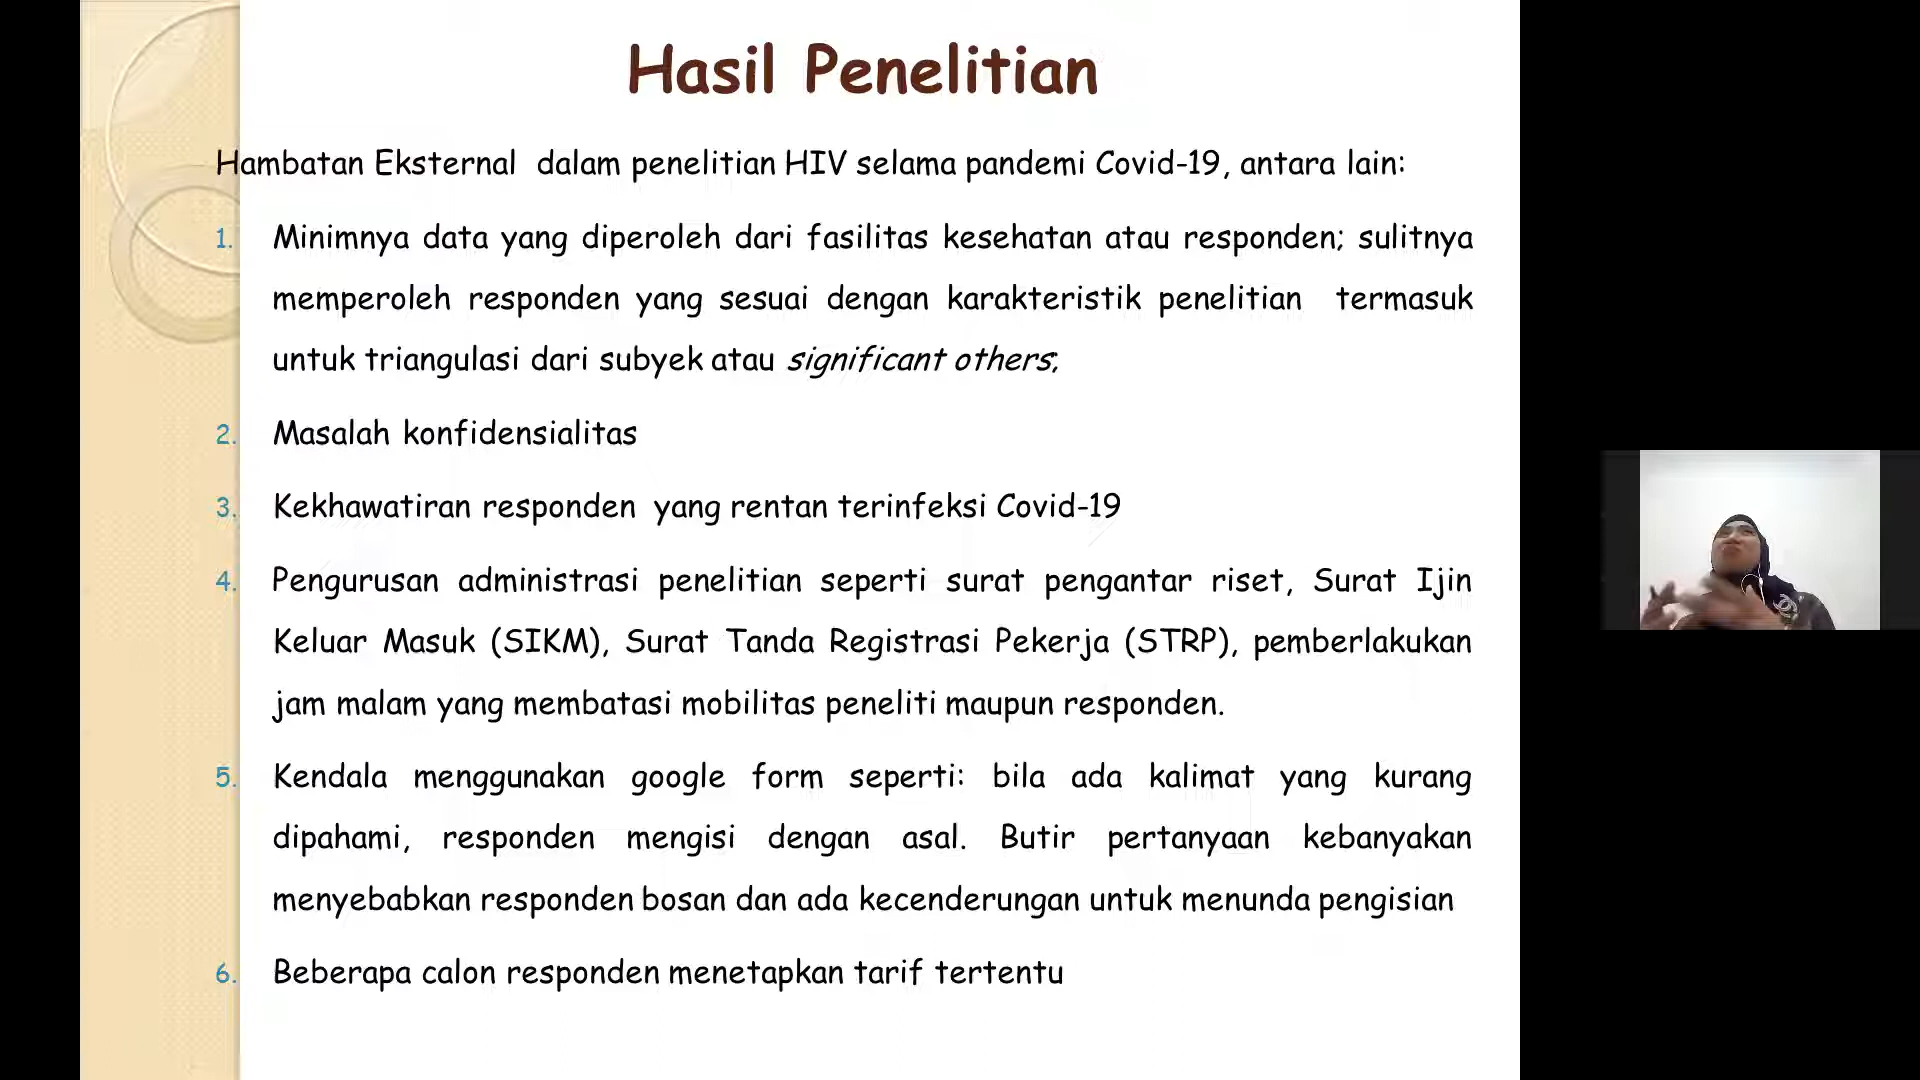 Hasil Penelitian
Hambatan Eksternal dalam penelitian HIV selama pandemi Covid-19, antara lain:
1. Minimnya data yang diperoleh dari fasilitas kesehatan atau responden; sulitnya
memperoleh responden yang sesuai dengan karakteristik penelitian termasuk
untuk triangulasi dari subyek atau significant others;
2. Masalah konfidensialitas
3. Kekhawatiran responden yang rentan terinfeksi Covid-19
4. Pengurusan administrasi penelitian seperti surat pengantar riset, Surat Ijin
Keluar Masuk (SIKM), Surat Tanda Registrasi Pekerja (STRP), pemberlakukan
jam malam yang membatasi mobilitas peneliti maupun responden.
5. Kendala menggunakan google form seperti: bila ada kalimat yang kurang
dipahami, responden mengisi dengan asal. Butir pertanyaan kebanyakan
menyebabkan responden bosan dan ada kecenderungan untuk menunda pengisian
6. Beberapa calon responden menetapkan tarif tertentu